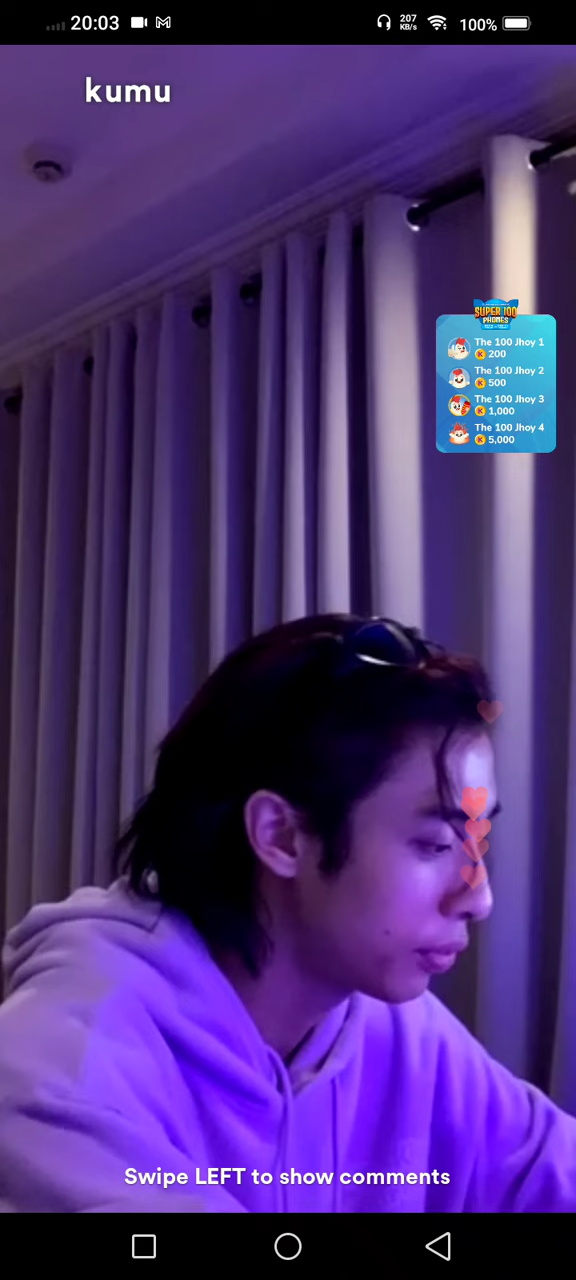 20:03
207
KB/s
100%
kumu
SUPER 100
PHOMES
The 100 Jhoy 1
K 200
The 100 Jhoy 2
K 500
The 100 Jhoy 3
K 1,000
The 100 Jhoy 4
K 5,000
Swipe LEFT to show comments